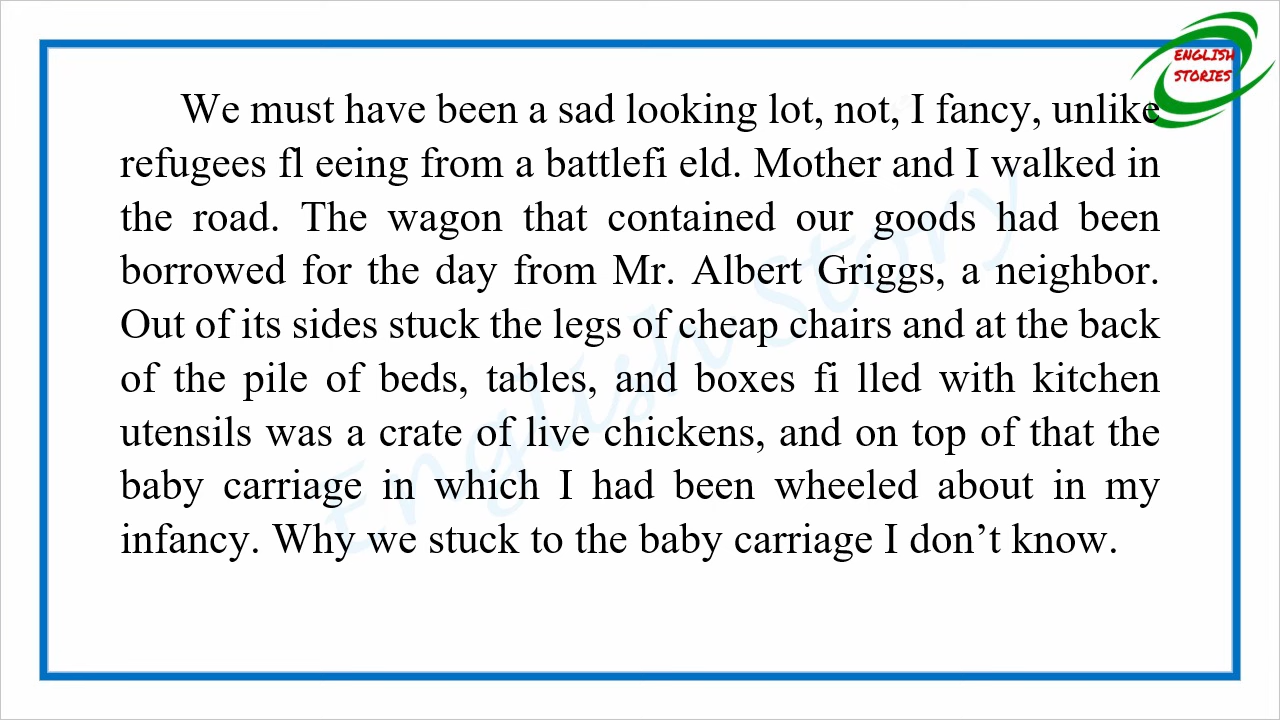 ENGLISH
STORIES
We must have been a sad looking lot, not, I fancy, unlike
refugees fl eeing from a battlefi eld. Mother and I walked in
the road. The wagon that contained our goods had been
borrowed for the day from Mr. Albert Griggs, a neighbor.
Out of its sides stuck the legs of cheap chairs and at the back
of the pile of beds, tables, and boxes fi lled with kitchen
utensils was a crate of live chickens, and on top of that the
baby carriage in which I had been wheeled about in my
infancy. Why we stuck to the baby carriage I don’t know.
English Story